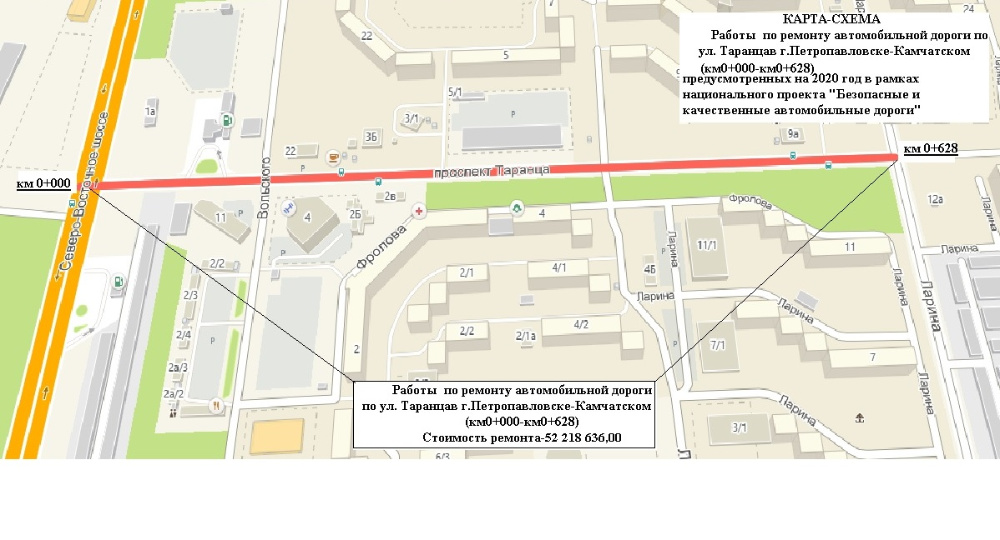 КАРТА-СХЕМА
Работы по ремонту автомобильной дороги по
ул. Таранцав г.Петропавловске-Камчатском
(км0+000-км0+628)
предусмотренных на 2020 год в рамках
национального проекта "Безопасные и
качественные автомобильные дороги"
24
22
7
5
5/1
P
1а
3/1
3Б
9а
22
P
км 0+628
км 0+000
проспект Таранца
Северо-Восточное шоссе
Вольского
2в
12а
Фролова
11
P
4
2Б
4
Ларина
Фролова
P
11/1
11
Ларина
P
Ларина
2/2
2/1
4/1
4Б
Ларина
Ларина
Ларина
2/3
Ларина
2/4
P
2
2/2
2/1а
4/2
P
7/1
7
2а/3
2а/2
Ларина
Ларина
3/1
Работы по ремонту автомобильной дороги
по ул. Таранцав г.Петропавловске-Камчатском
(км0+000-км0+628)
Стоимость ремонта-52 218 636,00
6/3